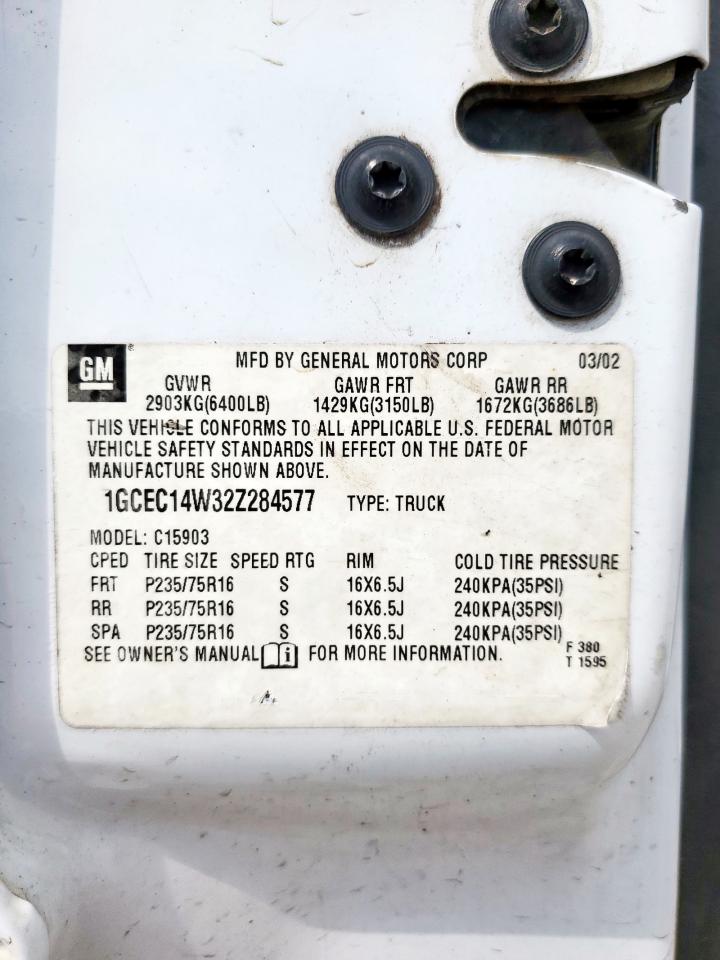 GM ® MFD BY GENERAL MOTORS CORP 03/02
GVWR GAWR FRT GAWR RR
2903KG(6400LB) 1429KG(3150LB) 1672KG(3686LB)
THIS VEHICLE CONFORMS TO ALL APPLICABLE U.S. FEDERAL MOTOR
VEHICLE SAFETY STANDARDS IN EFFECT ON THE DATE OF
MANUFACTURE SHOWN ABOVE.
1GCEC14W32Z284577 TYPE: TRUCK
MODEL: C15903
CPED TIRE SIZE SPEED RTG RIM COLD TIRE PRESSURE
FRT P235/75R16 S 16X6.5J 240KPA(35PSI)
RR P235/75R16 S 16X6.5J 240KPA(35PSI)
SPA P235/75R16 S 16X6.5J 240KPA(35PSI)
SEE OWNER'S MANUAL i FOR MORE INFORMATION.
F 380
T 1595